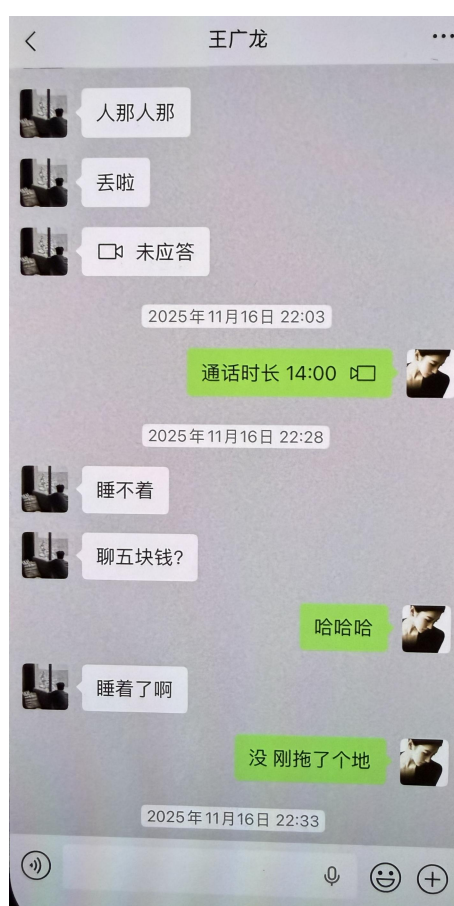 王广龙
人那人那
丢啦
未应答
2025年11月16日 22:03
通话时长 14:00
2025年11月16日 22:28
睡不着
聊五块钱?
哈哈哈
睡着了啊
没 刚拖了个地
2025年11月16日 22:33